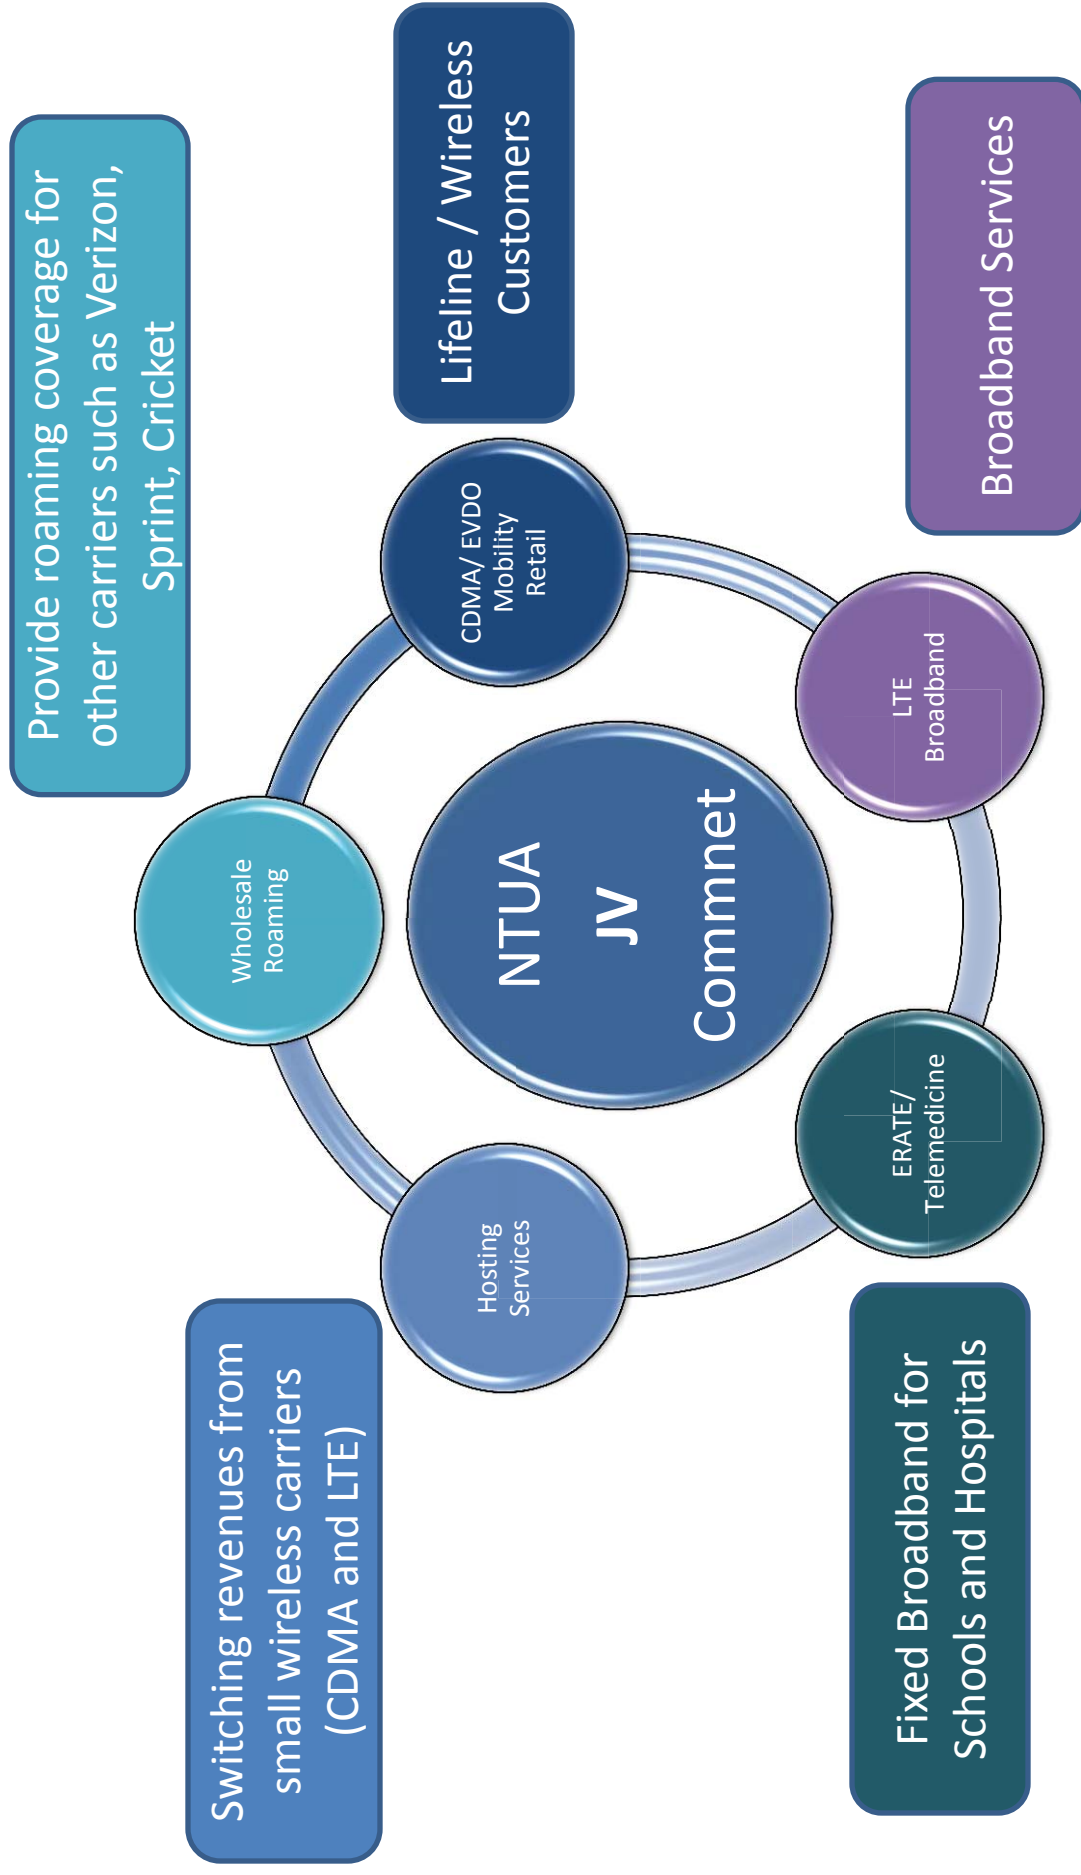 Provide roaming coverage for
other carriers such as Verizon,
Sprint, Cricket
Switching revenues from
small wireless carriers
(CDMA and LTE)
Wholesale
Roaming
Lifeline / Wireless
Customers
Hosting
Services
CDMA/ EVDO
Mobility
Retail
NTUA
JV
Commnet
ERATE/
Telemedicine
LTE
Broadband
Fixed Broadband for
Schools and Hospitals
Broadband Services